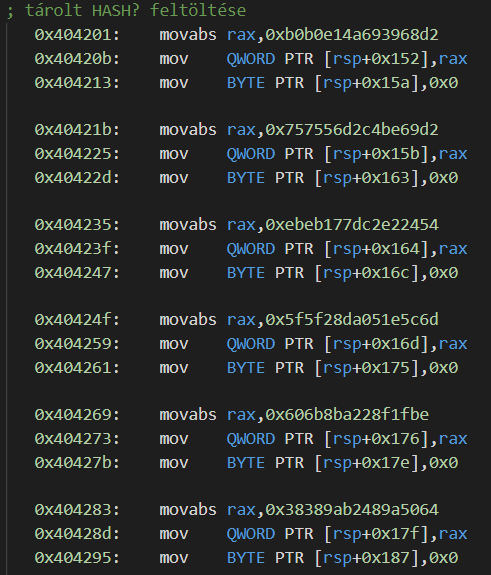 ; tárolt HASH? feltöltése
0x404201: movabs rax,0xb0b0e14a693968d2
0x40420b: mov QWORD PTR [rsp+0x152],rax
0x404213: mov BYTE PTR [rsp+0x15a],0x0
0x40421b: movabs rax,0x757556d2c4be69d2
0x404225: mov QWORD PTR [rsp+0x15b],rax
0x40422d: mov BYTE PTR [rsp+0x163],0x0
0x404235: movabs rax,0xebeb177dc2e22454
0x40423f: mov QWORD PTR [rsp+0x164],rax
0x404247: mov BYTE PTR [rsp+0x16c],0x0
0x40424f: movabs rax,0x5f5f28da051e5c6d
0x404259: mov QWORD PTR [rsp+0x16d],rax
0x404261: mov BYTE PTR [rsp+0x175],0x0
0x404269: movabs rax,0x606b8ba228f1fbe
0x404273: mov QWORD PTR [rsp+0x176],rax
0x40427b: mov BYTE PTR [rsp+0x17e],0x0
0x404283: movabs rax,0x38389ab2489a5064
0x40428d: mov QWORD PTR [rsp+0x17f],rax
0x404295: mov BYTE PTR [rsp+0x187],0x0